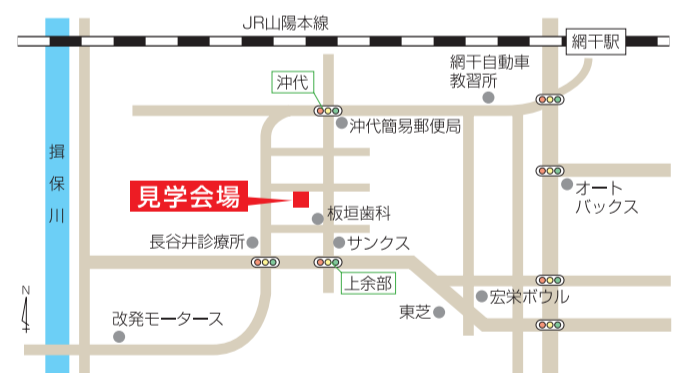 JR山陽本線
網干駅
網干自動車
教習所
沖代
沖代簡易郵便局
揖保川
見学会場
オート
バックス
板垣歯科
長谷井診療所
サンクス
上余部
宏栄ボウル
東芝
改発モータース
N